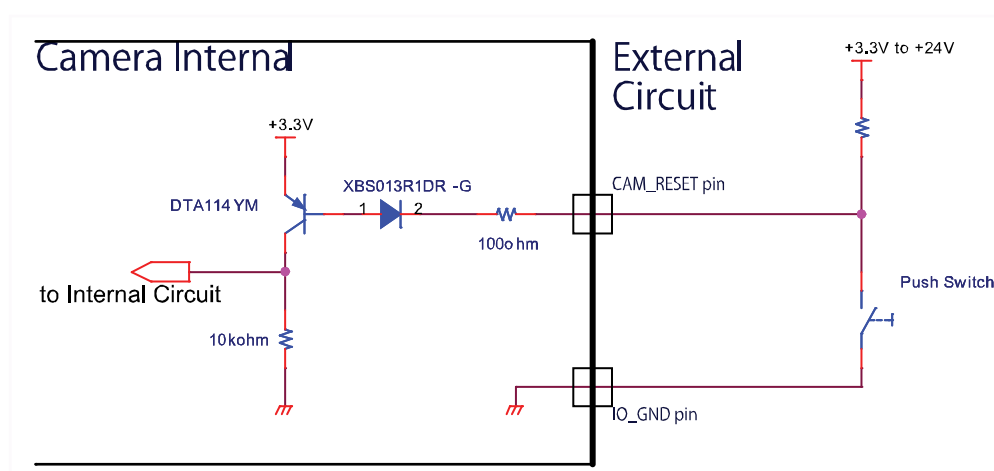 Camera Internal
External
Circuit
+3.3V to +24V
+3.3V
XBS013R1DR -G
CAM_RESET pin
DTA114 YM
1
2
100o hm
to Internal Circuit
Push Switch
10kohm
IO_GND pin